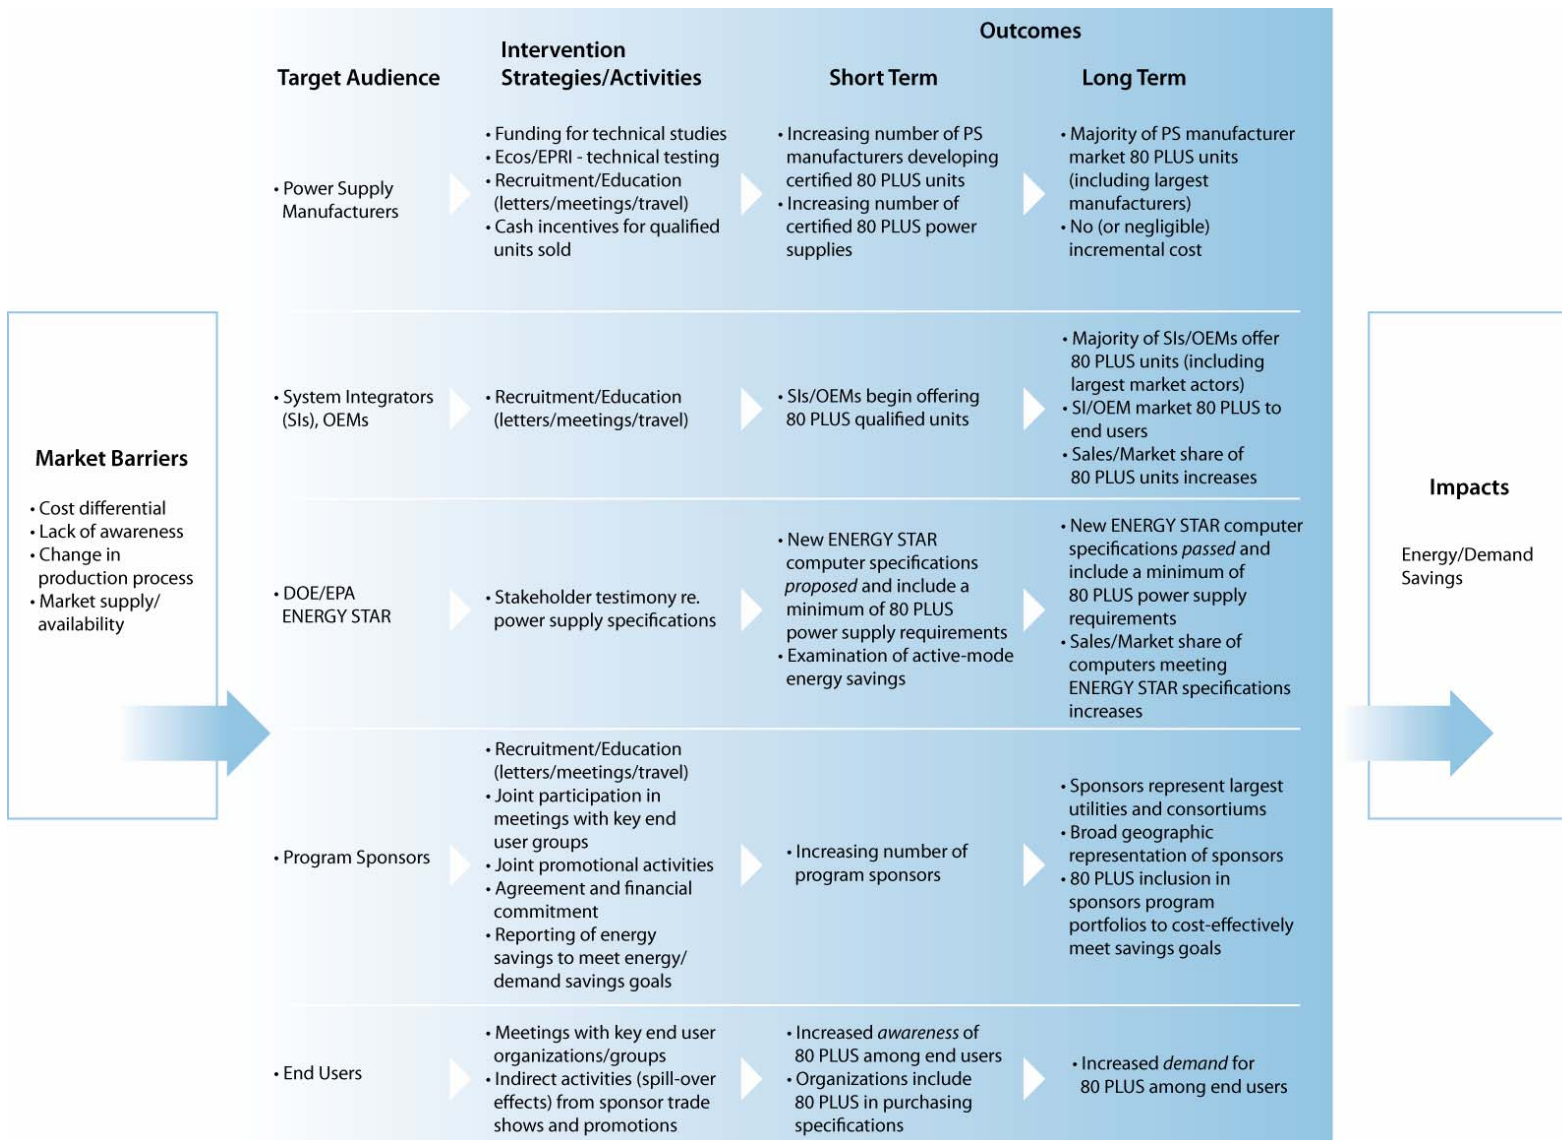 Outcomes
Intervention
Target Audience
Strategies/Activities
Short Term
Long Term
• Power Supply
Manufacturers
• Funding for technical studies
• Ecos/EPRI - technical testing
• Recruitment/Education
(letters/meetings/travel)
• Cash incentives for qualified
units sold
• Increasing number of PS
manufacturers developing
certified 80 PLUS units
• Increasing number of
certified 80 PLUS power
supplies
• Majority of PS manufacturer
market 80 PLUS units
(including largest
manufacturers)
• No (or negligible)
incremental cost
• System Integrators
(SIs), OEMs
• Recruitment/Education
(letters/meetings/travel)
• SIs/OEMs begin offering
80 PLUS qualified units
• Majority of SIs/OEMs offer
80 PLUS units (including
largest market actors)
• SI/OEM market 80 PLUS to
end users
• Sales/Market share of
80 PLUS units increases
Market Barriers
• Cost differential
• Lack of awareness
• Change in
production process
• Market supply/
availability
• DOE/EPA
ENERGY STAR
• Stakeholder testimony re.
power supply specifications
• New ENERGY STAR
computer specifications
proposed and include a
minimum of 80 PLUS
power supply requirements
• Examination of active-mode
energy savings
• New ENERGY STAR computer
specifications passed and
include a minimum of
80 PLUS power supply
requirements
• Sales/Market share of
computers meeting
ENERGY STAR specifications
increases
Impacts
Energy/Demand
Savings
• Program Sponsors
• Recruitment/Education
(letters/meetings/travel)
• Joint participation in
meetings with key end
user groups
• Joint promotional activities
• Agreement and financial
commitment
• Reporting of energy
savings to meet energy/
demand savings goals
• Increasing number of
program sponsors
• Sponsors represent largest
utilities and consortiums
• Broad geographic
representation of sponsors
• 80 PLUS inclusion in
sponsors program
portfolios to cost-effectively
meet savings goals
• End Users
• Meetings with key end user
organizations/groups
• Indirect activities (spill-over
effects) from sponsor trade
shows and promotions
• Increased awareness of
80 PLUS among end users
• Organizations include
80 PLUS in purchasing
specifications
• Increased demand for
80 PLUS among end users